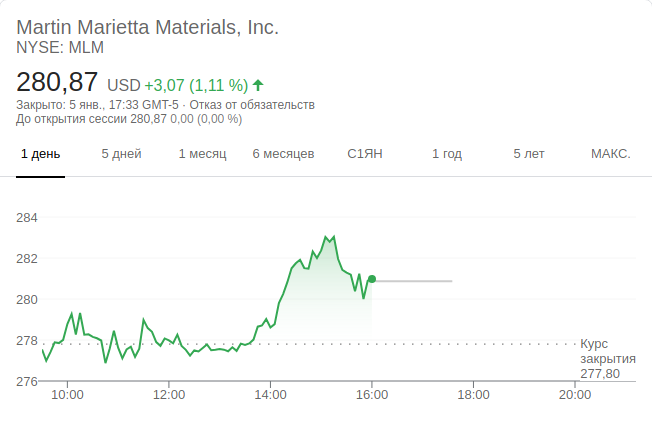 Martin Marietta Materials, Inc.
NYSE: MLM
280,87 USD +3,07 (1,11 %)
Закрыто: 5 янв., 17:33 GMT-5 · Отказ от обязательств
До открытия сессии 280,87 0,00 (0,00 %)
1 день 5 дней 1 месяц 6 месяцев С1ЯН 1 год 5 лет МАКС.
284
282
280
278
Курс
закрытия
277,80
276
10:00 12:00 14:00 16:00 18:00 20:00